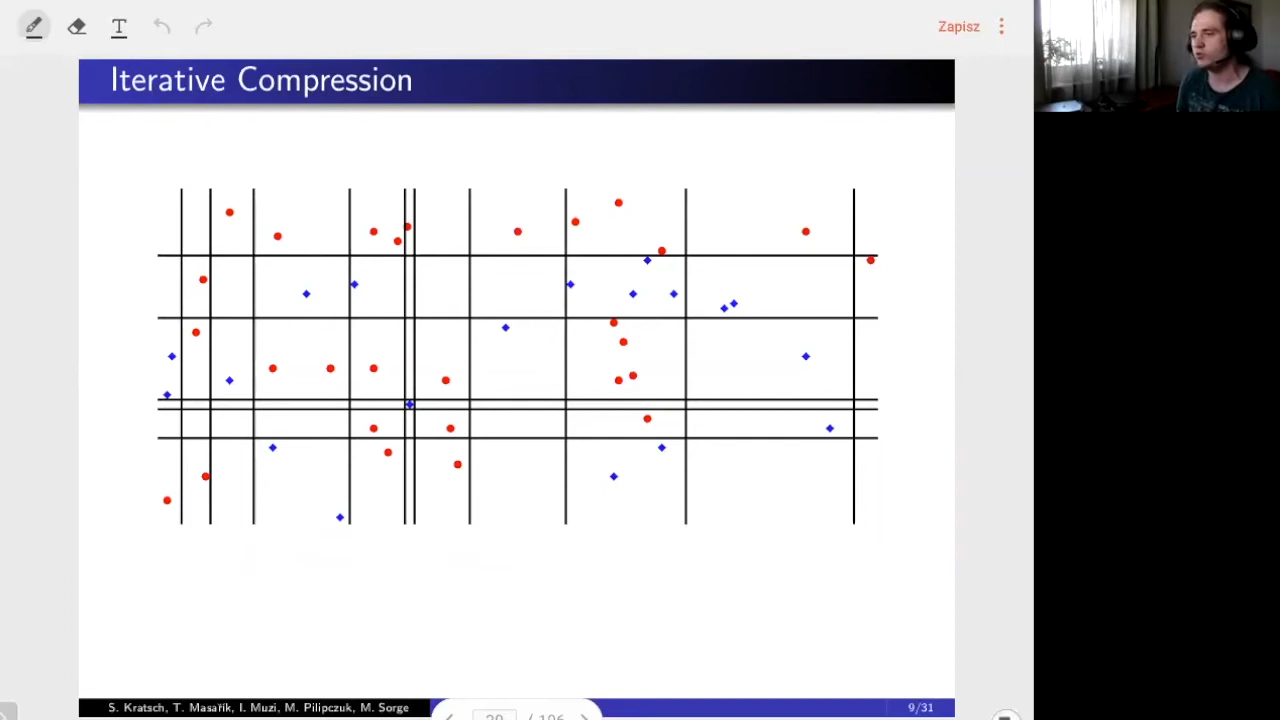 T
Zapisz
Iterative Compression
S. Kratsch, T. Masařík, I. Muzi, M. Pilipczuk, M. Sorge
9/31